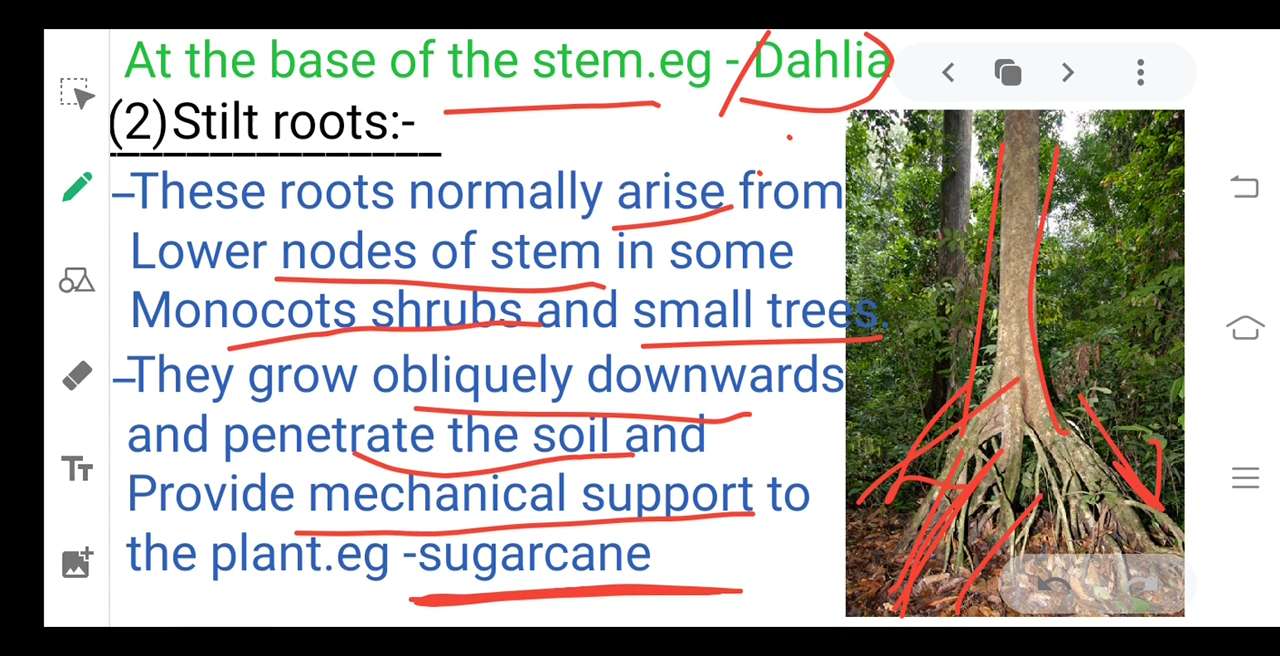 At the base of the stem.eg - Dahlia
(2)Stilt roots:-
-These roots normally arise from
Lower nodes of stem in some
Monocots shrubs and small trees.
-They grow obliquely downwards
and penetrate the soil and
Provide mechanical support to
the plant.eg -sugarcane
TT